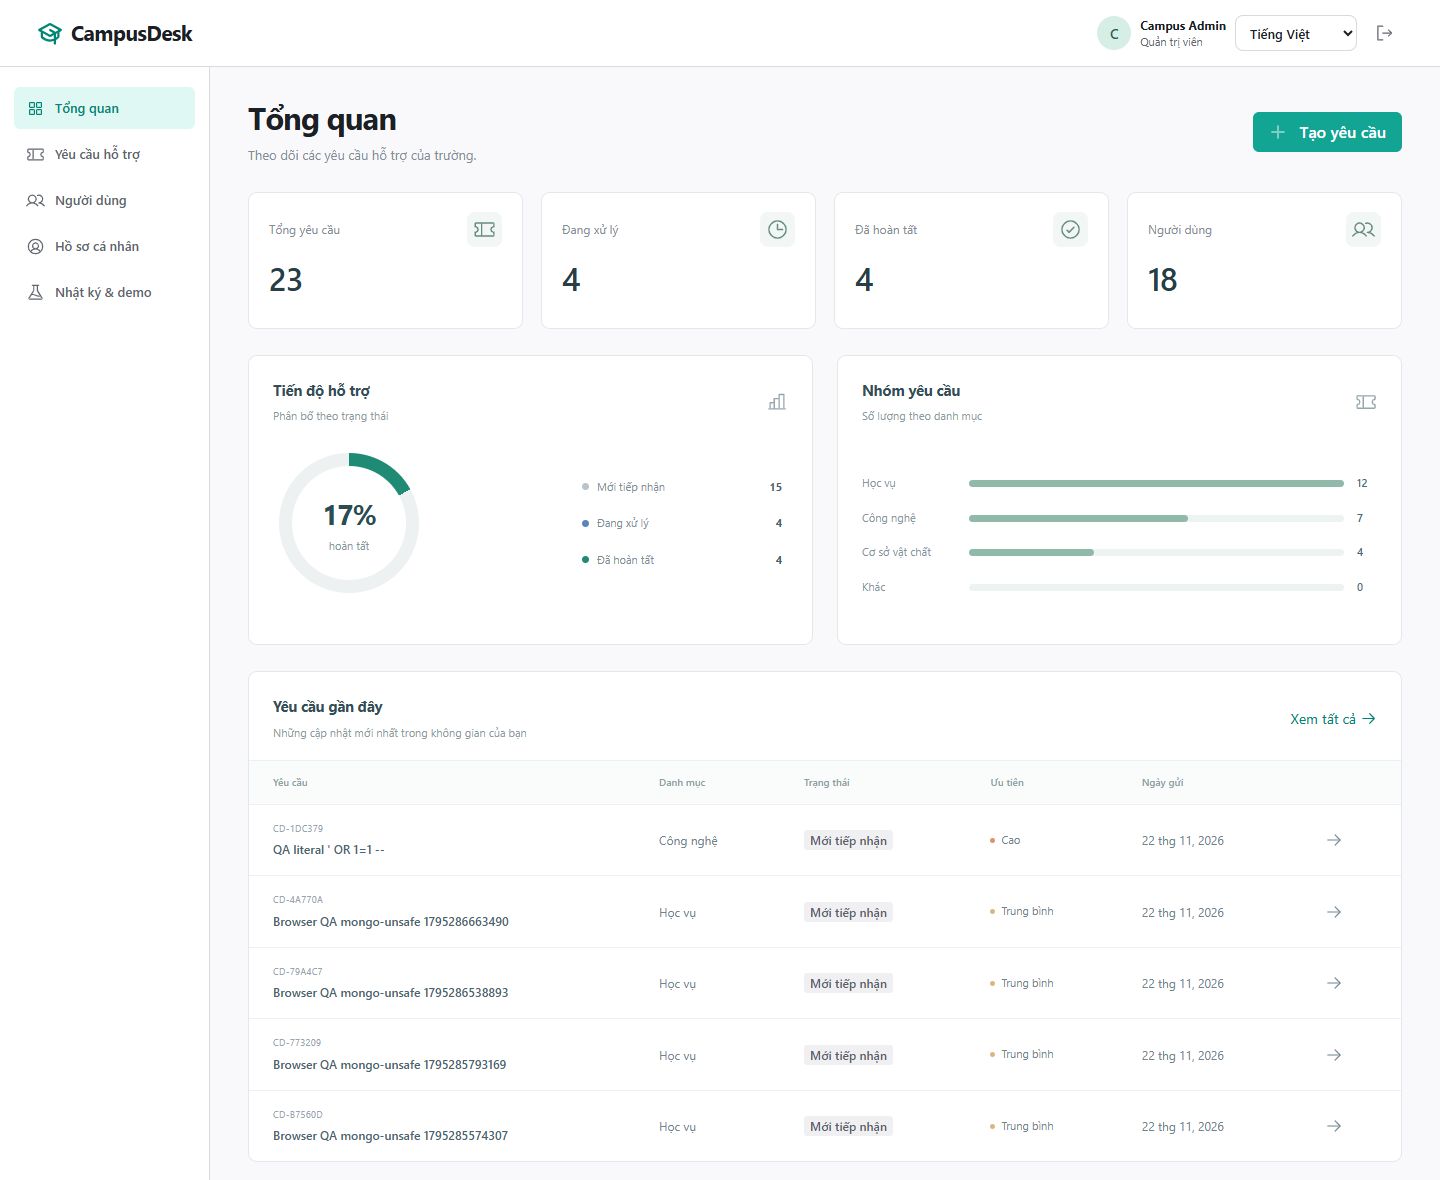 CampusDesk
C
Campus Admin
Quản trị viên
Tiếng Việt
Tổng quan
Yêu cầu hỗ trợ
Người dùng
Hồ sơ cá nhân
Nhật ký & demo
Tổng quan
Theo dõi các yêu cầu hỗ trợ của trường.
Tạo yêu cầu
Tổng yêu cầu
23
Đang xử lý
4
Đã hoàn tất
4
Người dùng
18
Tiến độ hỗ trợ
Phân bố theo trạng thái
17%
hoàn tất
Mới tiếp nhận 15
Đang xử lý 4
Đã hoàn tất 4
Nhóm yêu cầu
Số lượng theo danh mục
Học vụ 12
Công nghệ 7
Cơ sở vật chất 4
Khác 0
Yêu cầu gần đây
Những cập nhật mới nhất trong không gian của bạn
Xem tất cả
Yêu cầu Danh mục Trạng thái Ưu tiên Ngày gửi
CD-1DC379
QA literal ' OR 1=1 -- Công nghệ Mới tiếp nhận Cao 22 thg 11, 2026
CD-4A770A
Browser QA mongo-unsafe 1795286663490 Học vụ Mới tiếp nhận Trung bình 22 thg 11, 2026
CD-79A4C7
Browser QA mongo-unsafe 1795286538893 Học vụ Mới tiếp nhận Trung bình 22 thg 11, 2026
CD-773209
Browser QA mongo-unsafe 1795285793169 Học vụ Mới tiếp nhận Trung bình 22 thg 11, 2026
CD-B7560D
Browser QA mongo-unsafe 1795285574307 Học vụ Mới tiếp nhận Trung bình 22 thg 11, 2026